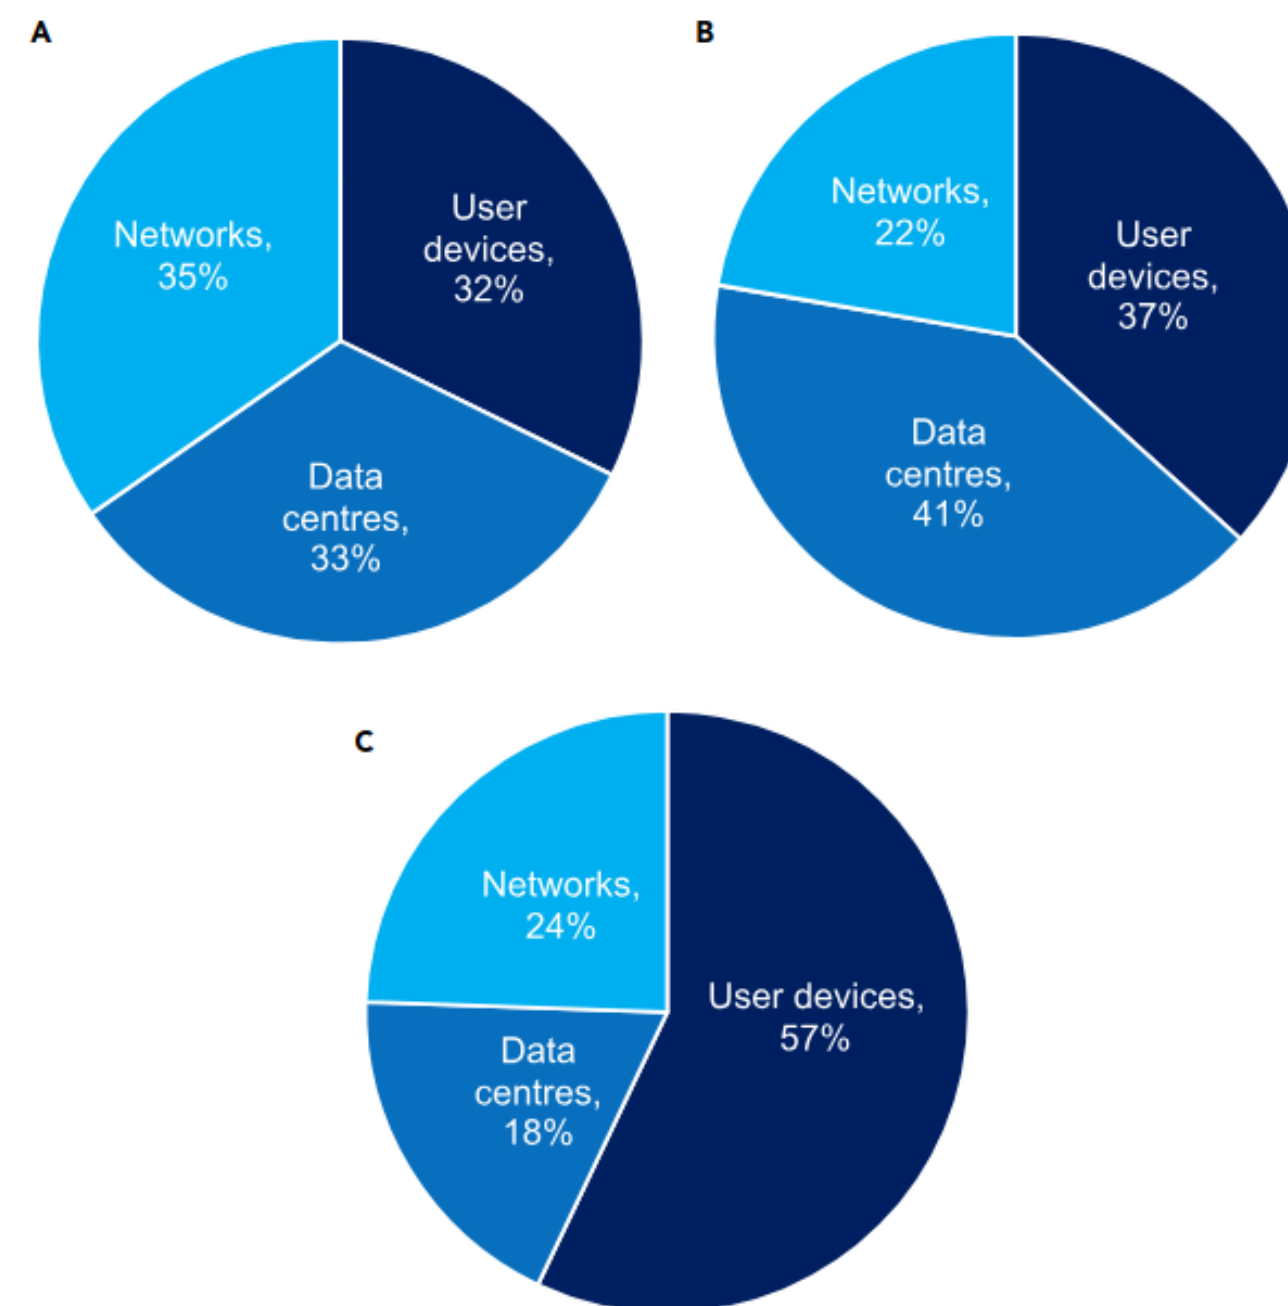 A
Networks,
35%
User
devices,
32%
Data
centres,
33%
B
Networks,
22%
User
devices,
37%
Data
centres,
41%
C
Networks,
24%
User devices,
57%
Data
centres,
18%